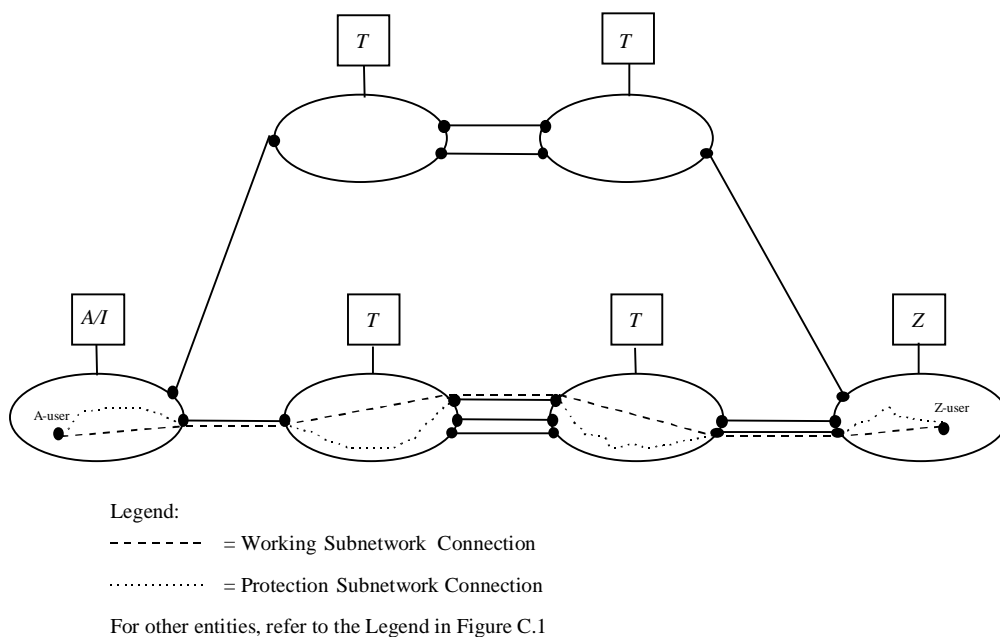 T
T
A/I
T
T
Z
A-user
Z-user
Legend:
= Working Subnetwork Connection
= Protection Subnetwork Connection
For other entities, refer to the Legend in Figure C.1